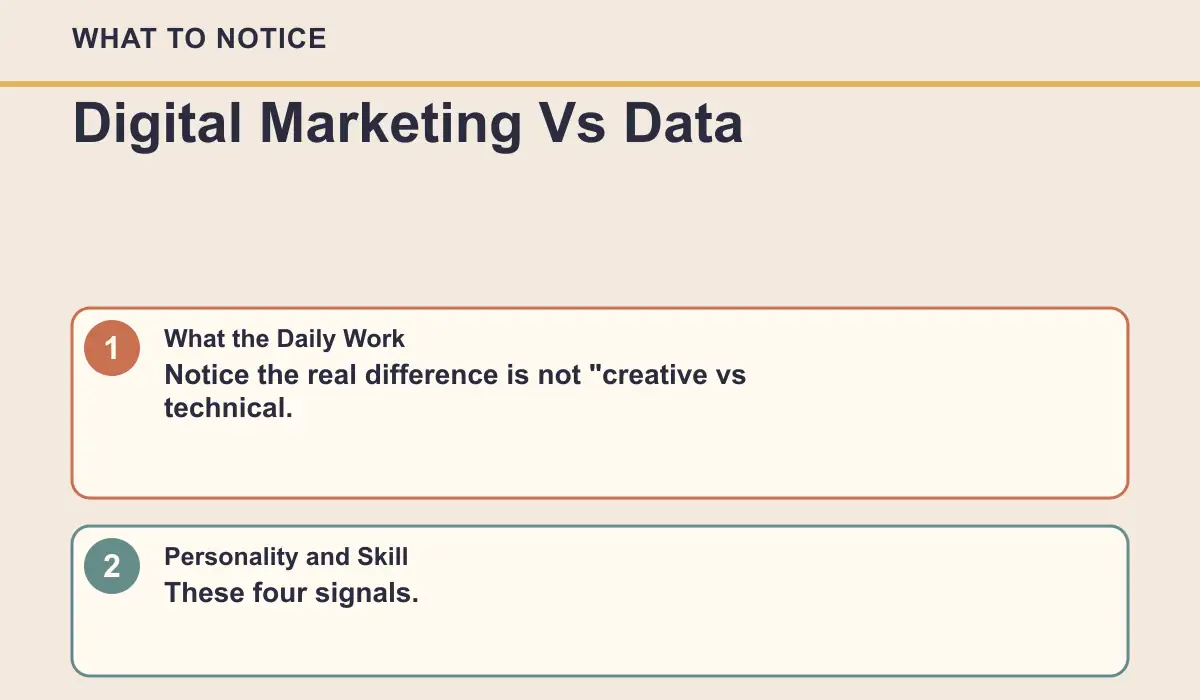 WHAT TO NOTICE
Digital Marketing Vs Data
1
What the Daily Work
Notice the real difference is not "creative vs
technical.
2
Personality and Skill
These four signals.